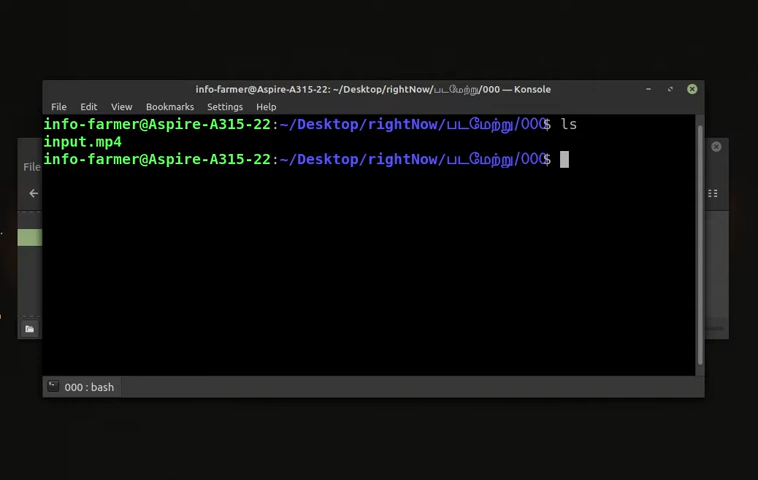 info-farmer@Aspire-A315-22: ~/Desktop/rightNow/படமேற்று/000 — Konsole
File Edit View Bookmarks Settings Help
info-farmer@Aspire-A315-22:~/Desktop/rightNow/படமேற்று/000$ ls
input.mp4
info-farmer@Aspire-A315-22:~/Desktop/rightNow/படமேற்று/000$
File
000 : bash